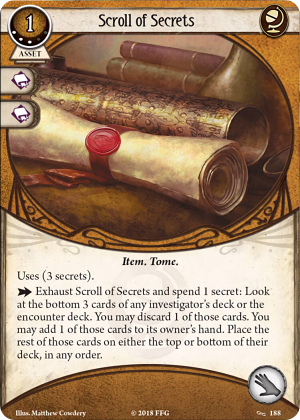 Scroll of Secrets
1
ASSET
Item. Tome.
Uses (3 secrets).
Exhaust Scroll of Secrets and spend 1 secret: Look
at the bottom 3 cards of any investigator's deck or the
encounter deck. You may discard 1 of those cards. You
may add 1 of those cards to its owner's hand. Place the
rest of those cards on either the top or bottom of their
deck, in any order.
Illus. Matthew Cowdery
© 2018 FFG
188